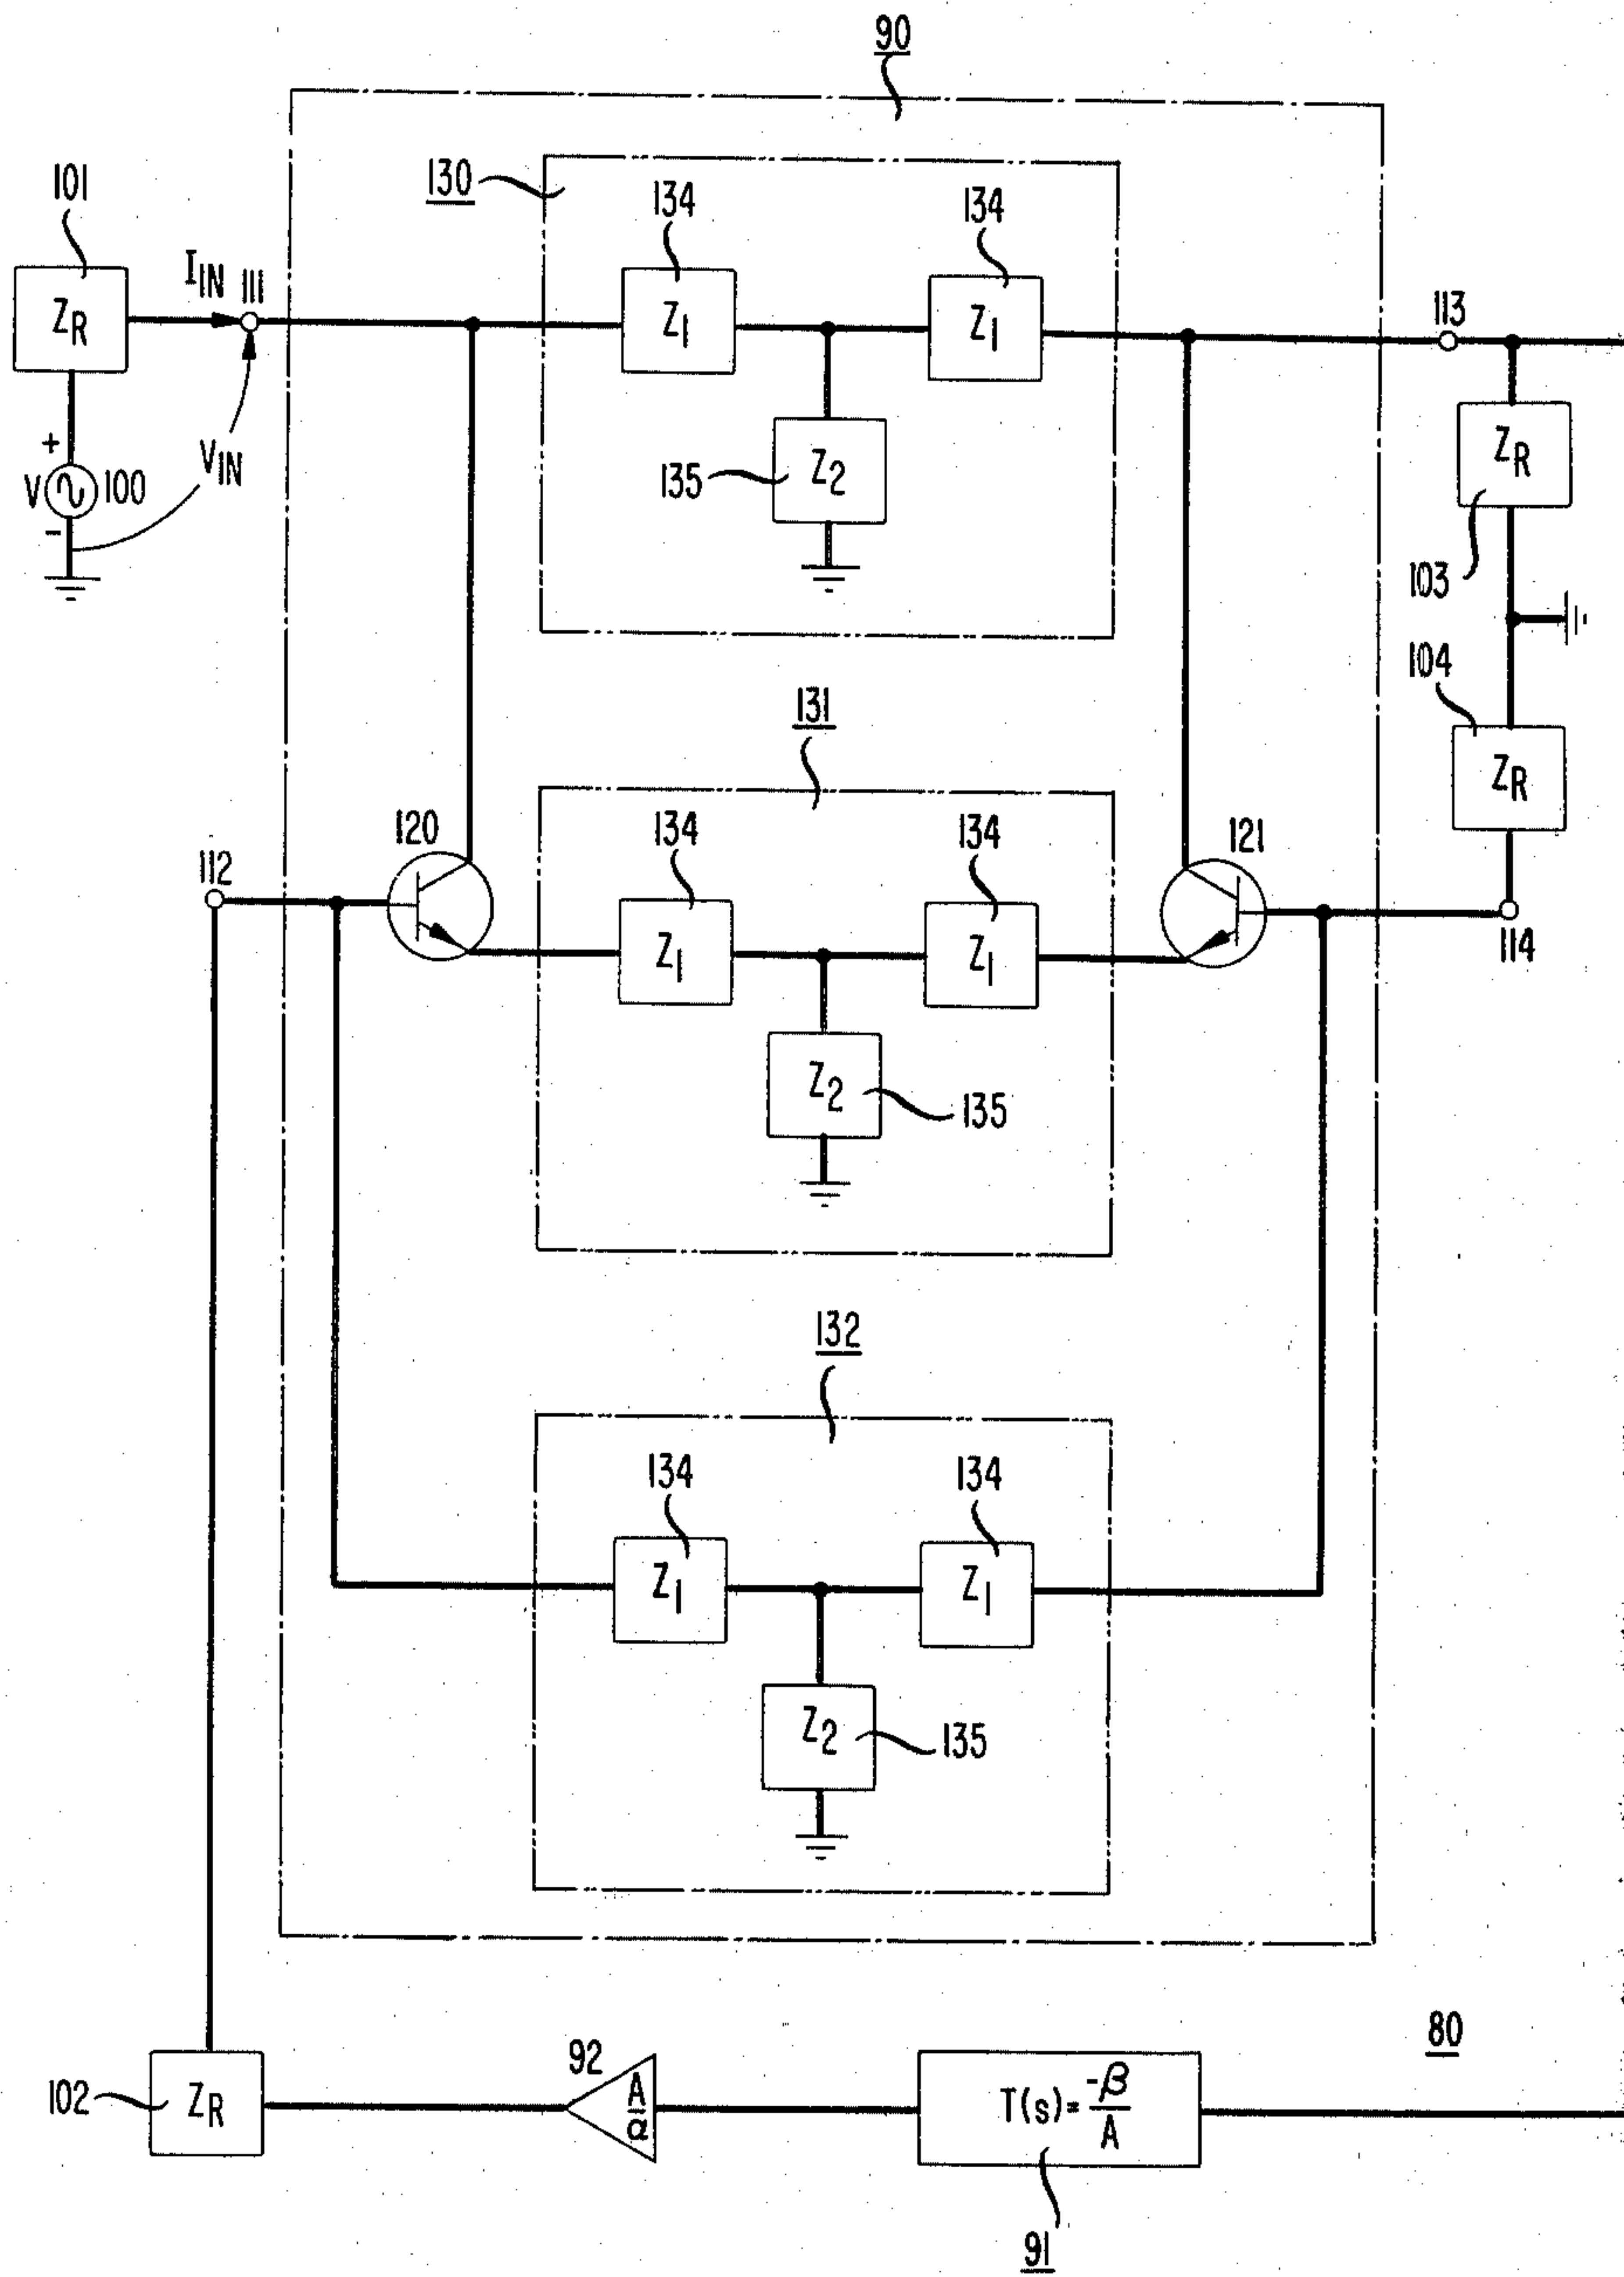 90
130
134
134
101
I_IN
111
Z_R
Z_1
Z_1
113
+
V
100
-
V_IN
135
Z_2
Z_R
103
104
Z_R
114
131
120
134
134
121
112
Z_1
Z_1
Z_2
135
132
134
134
Z_1
Z_1
Z_2
135
80
102
Z_R
92
A/α
T(s)= -β/A
91